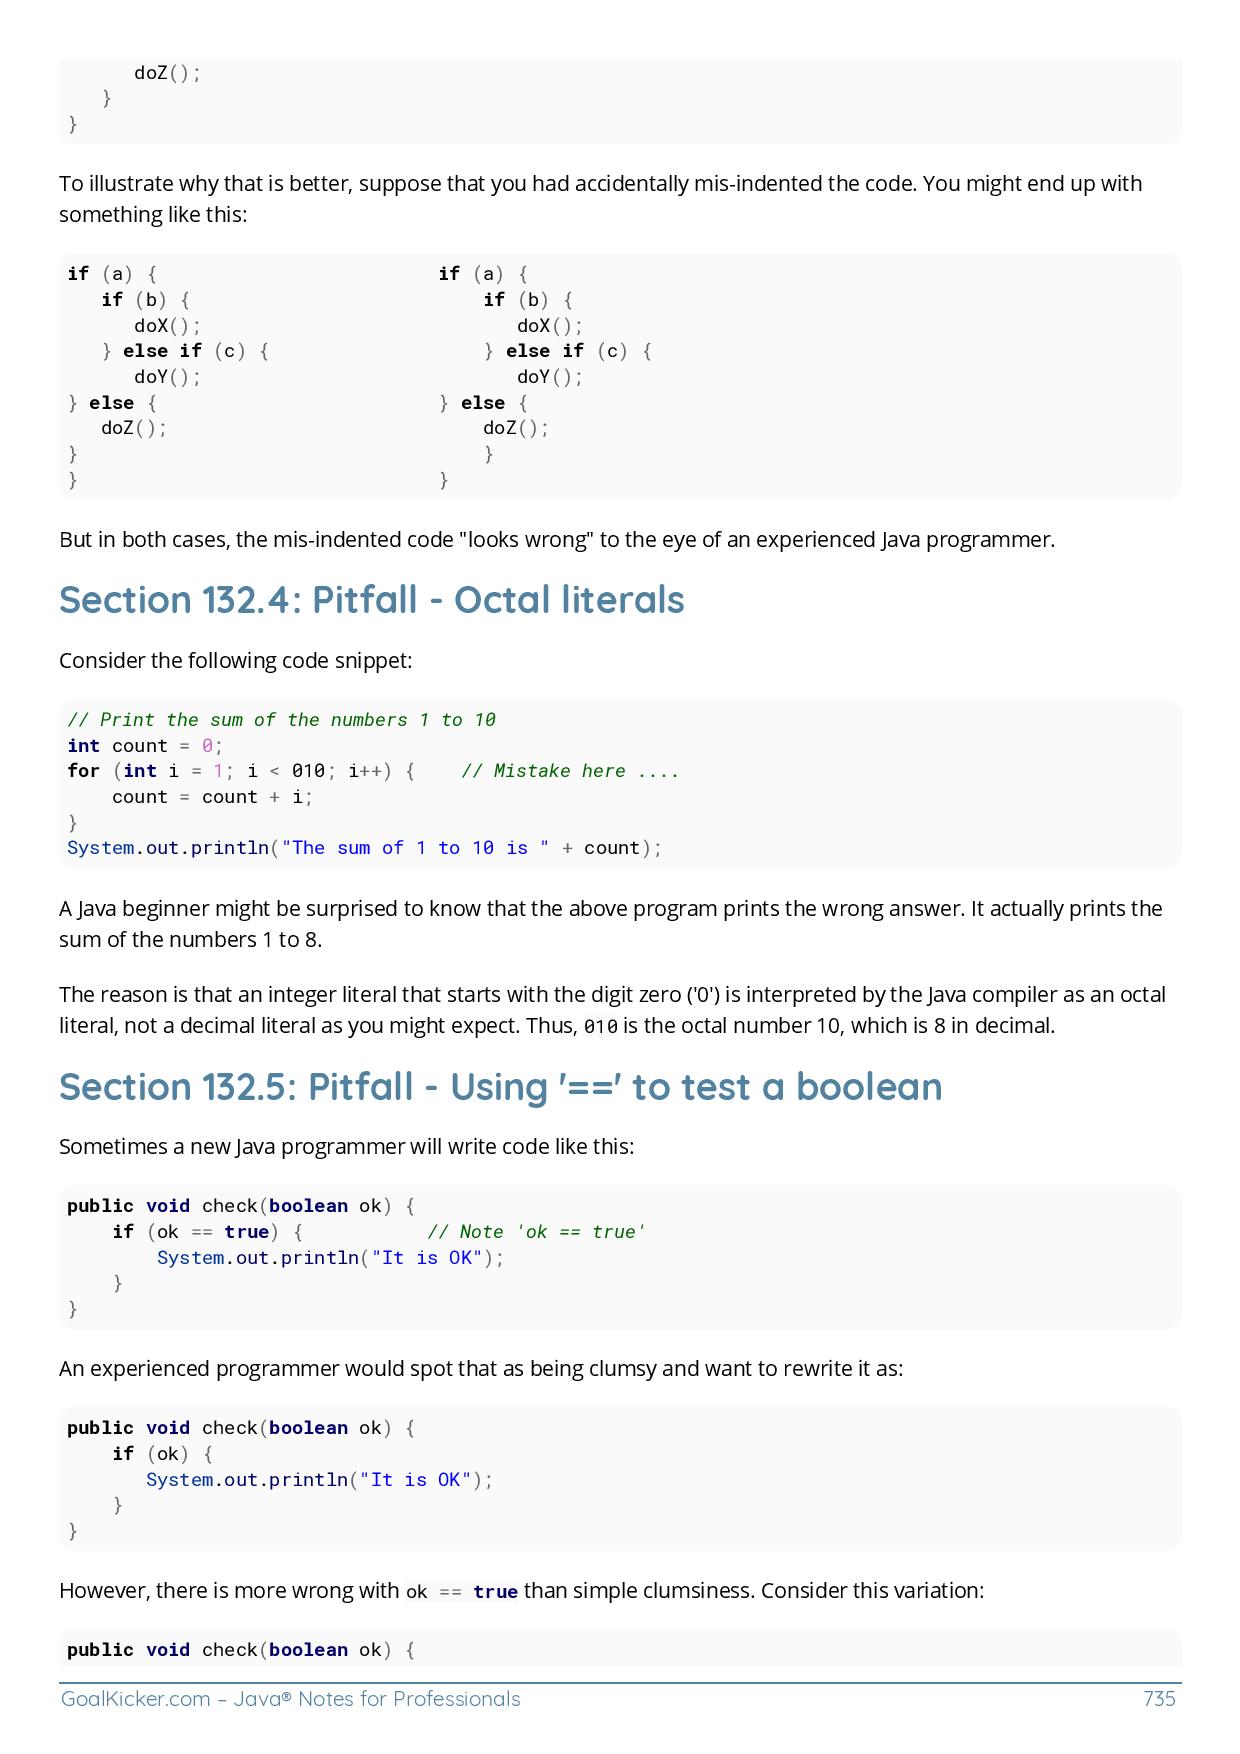 doZ();
   }
}
To illustrate why that is better, suppose that you had accidentally mis-indented the code. You might end up with
something like this:
if (a) {                         if (a) {
   if (b) {                          if (b) {
      doX();                            doX();
   } else if (c) {                   } else if (c) {
      doY();                            doY();
} else {                         } else {
   doZ();                            doZ();
}                                    }
}                                }
But in both cases, the mis-indented code "looks wrong" to the eye of an experienced Java programmer.
Section 132.4: Pitfall - Octal literals
Consider the following code snippet:
// Print the sum of the numbers 1 to 10
int count = 0;
for (int i = 1; i < 010; i++) {    // Mistake here ....
    count = count + i;
}
System.out.println("The sum of 1 to 10 is " + count);
A Java beginner might be surprised to know that the above program prints the wrong answer. It actually prints the
sum of the numbers 1 to 8.
The reason is that an integer literal that starts with the digit zero ('0') is interpreted by the Java compiler as an octal
literal, not a decimal literal as you might expect. Thus, 010 is the octal number 10, which is 8 in decimal.
Section 132.5: Pitfall - Using '==' to test a boolean
Sometimes a new Java programmer will write code like this:
public void check(boolean ok) {
    if (ok == true) {           // Note 'ok == true'
        System.out.println("It is OK");
    }
}
An experienced programmer would spot that as being clumsy and want to rewrite it as:
public void check(boolean ok) {
    if (ok) {
       System.out.println("It is OK");
    }
}
However, there is more wrong with ok == true than simple clumsiness. Consider this variation:
public void check(boolean ok) {
GoalKicker.com – Java® Notes for Professionals 735